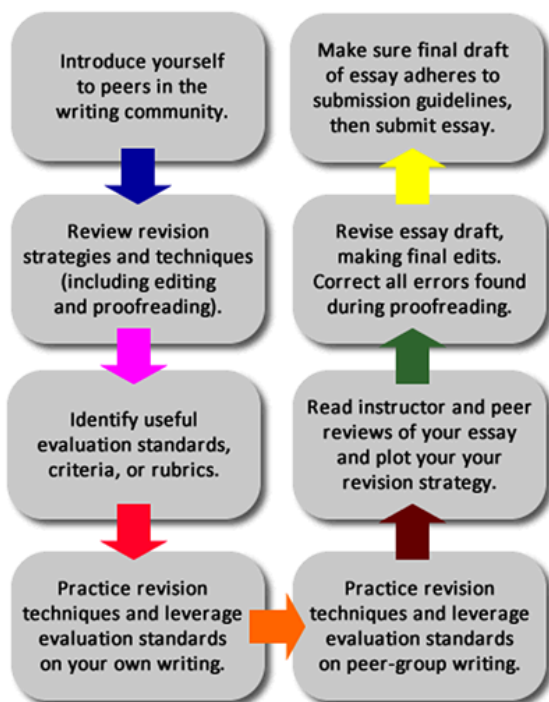 Introduce yourself
to peers in the
writing community.
Review revision
strategies and techniques
(including editing
and proofreading).
Identify useful
evaluation standards,
criteria, or rubrics.
Practice revision
techniques and leverage
evaluation standards
on your own writing.
Practice revision
techniques and leverage
evaluation standards
on peer-group writing.
Read instructor and peer
reviews of your essay
and plot your your
revision strategy.
Revise essay draft,
making final edits.
Correct all errors found
during proofreading.
Make sure final draft
of essay adheres to
submission guidelines,
then submit essay.